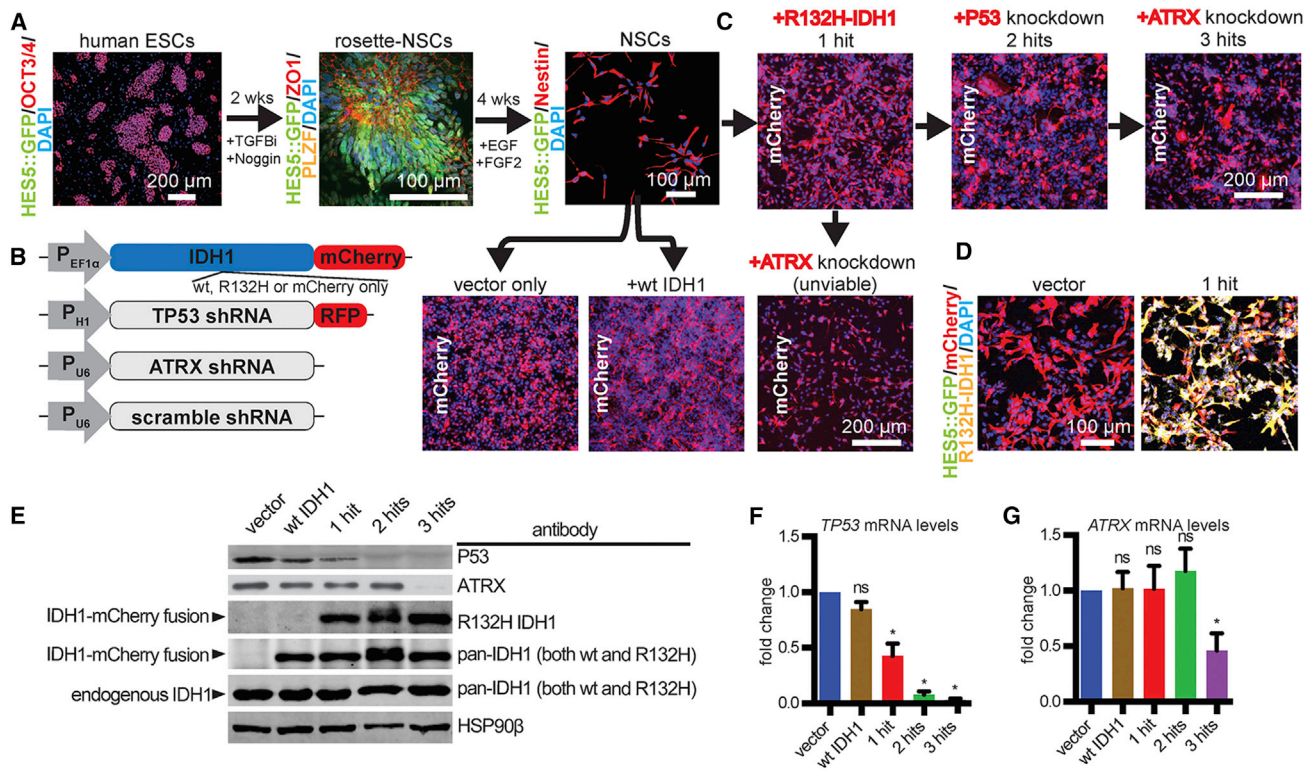 A
human ESCs
HES5::GFP/OCT3/4/
DAPI
200 µm
2 wks
+TGFBi
+Noggin
rosette-NSCs
HES5::GFP/ZO1/
PLZF/DAPI
100 µm
4 wks
+EGF
+FGF2
NSCs
HES5::GFP/Nestin/
DAPI
100 µm
vector only
mCherry
+wt IDH1
mCherry
B
PEF1α
IDH1
mCherry
wt, R132H or mCherry only
PH1
TP53 shRNA
RFP
PU6
ATRX shRNA
PU6
scramble shRNA
C
+R132H-IDH1
1 hit
mCherry
+P53 knockdown
2 hits
mCherry
+ATRX knockdown
3 hits
mCherry
200 µm
+ATRX knockdown
(unviable)
mCherry
200 µm
D
vector
1 hit
HES5::GFP/mCherry/
R132H-IDH1/DAPI
100 µm
E
vector
wt IDH1
1 hit
2 hits
3 hits
antibody
P53
ATRX
IDH1-mCherry fusion
R132H IDH1
IDH1-mCherry fusion
pan-IDH1 (both wt and R132H)
endogenous IDH1
pan-IDH1 (both wt and R132H)
HSP90β
F
TP53 mRNA levels
fold change
1.5
1.0
0.5
0.0
ns
*
*
*
vector
wt IDH1
1 hit
2 hits
3 hits
G
ATRX mRNA levels
fold change
1.5
1.0
0.5
0.0
ns
ns
ns
*
vector
wt IDH1
1 hit
2 hits
3 hits